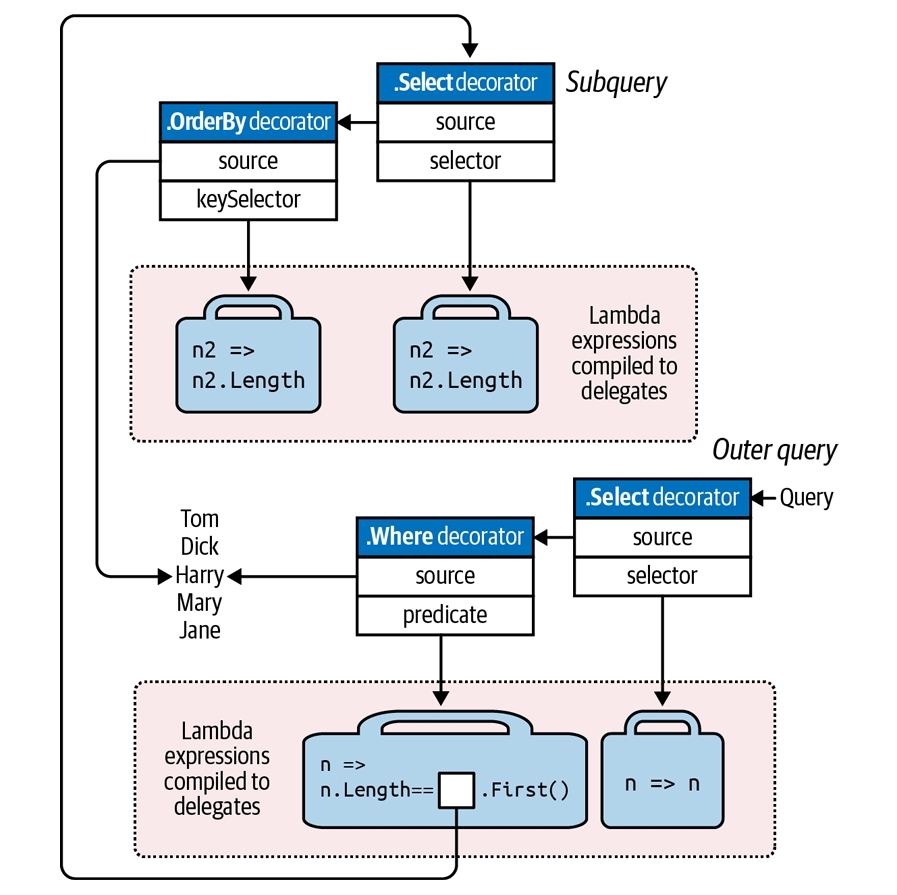 .Select decorator
Subquery
source
selector
.OrderBy decorator
source
keySelector
n2 =>
n2.Length
n2 =>
n2.Length
Lambda
expressions
compiled to
delegates
Outer query
.Select decorator
Query
source
selector
.Where decorator
source
predicate
Tom
Dick
Harry
Mary
Jane
Lambda
expressions
compiled to
delegates
n =>
n.Length== .First()
n => n